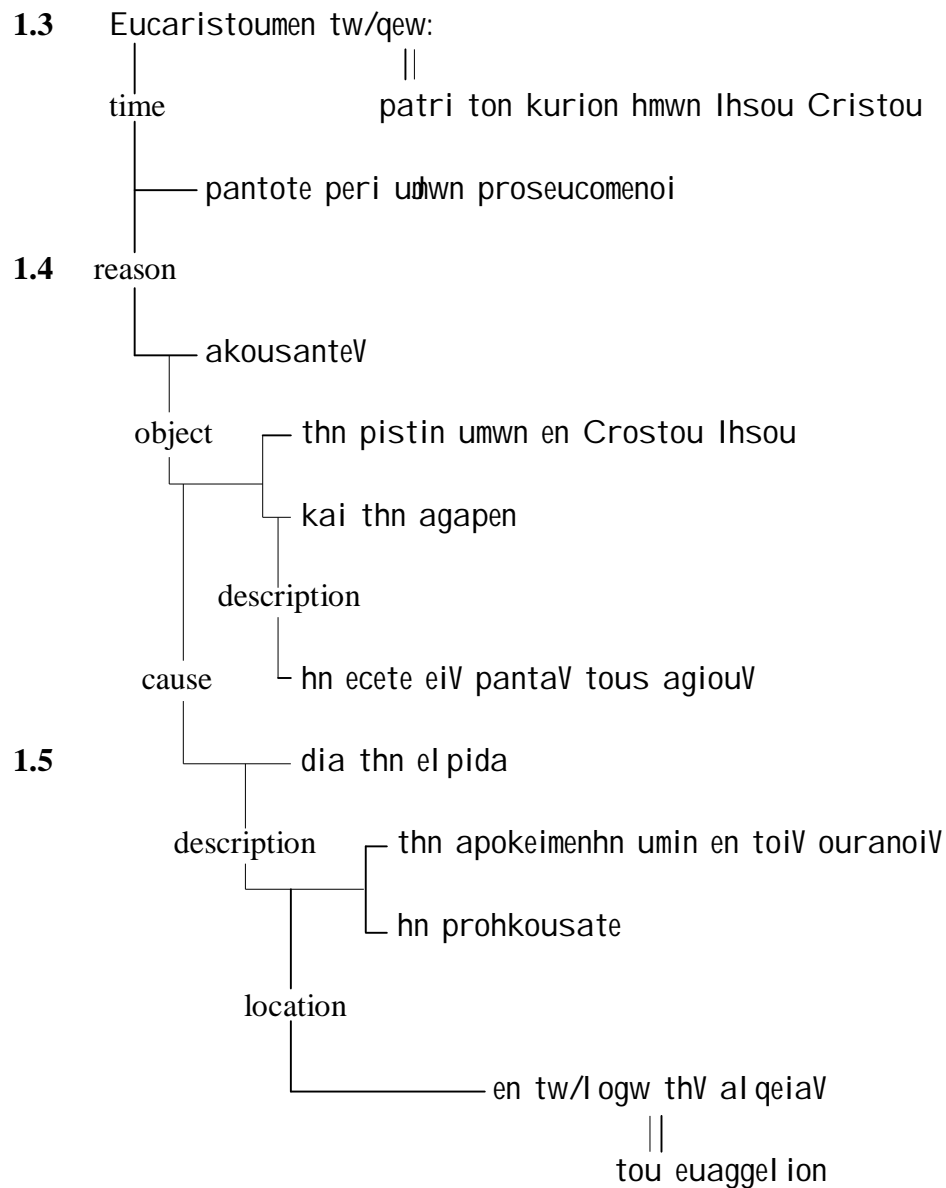 1.3 Eucaristoumen tw/qew:
patri ton kurion hmwn Ihsou Cristou
time
pantote peri umwn proseucomenoi
1.4 reason
akousanteV
object
thn pistin umwn en Crostou Ihsou
kai thn agapen
description
hn ecete eiV pantaV tous agiouV
cause
1.5 dia thn elpida
description
thn apokeimenhn umin en toiV ouranoiV
hn prohkousate
location
en tw/logw thV alqeiaV
tou euaggelion